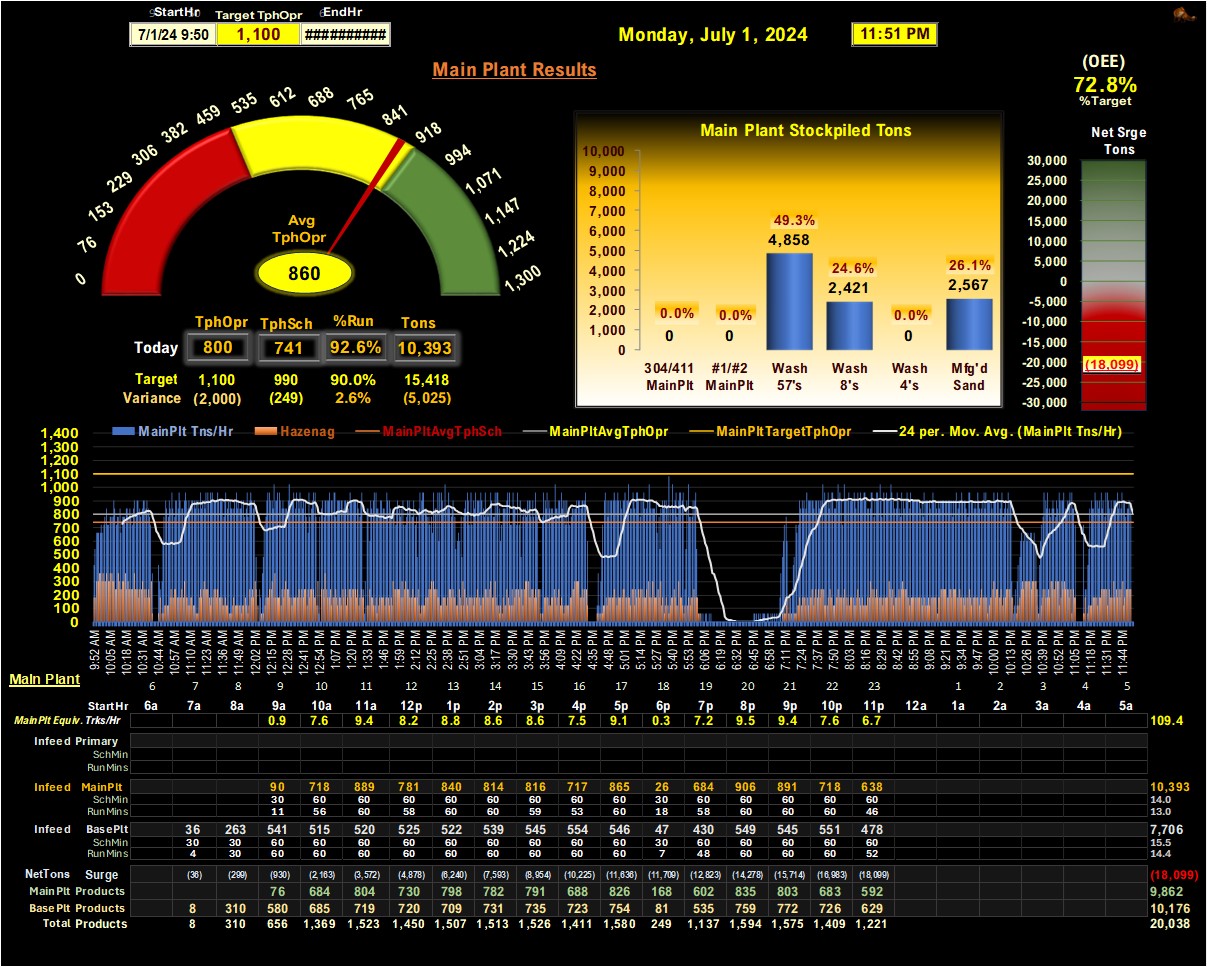 StartHr Target TphOpr EndHr
7/1/24 9:50 1,100 ##########
Monday, July 1, 2024 11:51 PM
Main Plant Results
(OEE)
72.8%
%Target
0 76 153 229 306 382 459 535 612 688 765 841 918 994 1,071 1,147 1,224 1,300
Avg
TphOpr
860
TphOpr TphSch %Run Tons
Today 800 741 92.6% 10,393
Target 1,100 990 90.0% 15,418
Variance (2,000) (249) 2.6% (5,025)
Main Plant Stockpiled Tons
10,000
9,000
8,000
7,000
6,000
5,000
4,000
3,000
2,000
1,000
0
0.0% 0.0% 49.3% 24.6% 0.0% 26.1%
0 0 4,858 2,421 0 2,567
304/411 #1/#2 Wash Wash Wash Mfg'd
MainPlt MainPlt 57's 8's 4's Sand
Net Srge
Tons
30,000
25,000
20,000
15,000
10,000
5,000
0
-5,000
-10,000
-15,000
-20,000
-25,000
-30,000
(18,099)
MainPlt Tns/Hr Hazenag MainPltAvgTphSch MainPltAvgTphOpr MainPltTargetTphOpr 24 per. Mov. Avg. (MainPlt Tns/Hr)
1,400
1,300
1,200
1,100
1,000
900
800
700
600
500
400
300
200
100
0
9:52 AM 10:05 AM 10:18 AM 10:31 AM 10:44 AM 10:57 AM 11:10 AM 11:23 AM 11:36 AM 11:49 AM 12:02 PM 12:15 PM 12:28 PM 12:41 PM 12:54 PM 1:07 PM 1:20 PM 1:33 PM 1:46 PM 1:59 PM 2:12 PM 2:25 PM 2:38 PM 2:51 PM 3:04 PM 3:17 PM 3:30 PM 3:43 PM 3:56 PM 4:09 PM 4:22 PM 4:35 PM 4:48 PM 5:01 PM 5:14 PM 5:27 PM 5:40 PM 5:53 PM 6:06 PM 6:19 PM 6:32 PM 6:45 PM 6:58 PM 7:11 PM 7:24 PM 7:37 PM 7:50 PM 8:03 PM 8:16 PM 8:29 PM 8:42 PM 8:55 PM 9:08 PM 9:21 PM 9:34 PM 9:47 PM 10:00 PM 10:13 PM 10:26 PM 10:39 PM 10:52 PM 11:05 PM 11:18 PM 11:31 PM 11:44 PM
Main Plant
6 7 8 9 10 11 12 13 14 15 16 17 18 19 20 21 22 23 1 2 3 4 5
StartHr 6a 7a 8a 9a 10a 11a 12p 1p 2p 3p 4p 5p 6p 7p 8p 9p 10p 11p 12a 1a 2a 3a 4a 5a
MainPlt Equiv. Trks/Hr 0.9 7.6 9.4 8.2 8.8 8.6 8.6 7.5 9.1 0.3 7.2 9.5 9.4 7.6 6.7 109.4
Infeed Primary
SchMin
RunMins
Infeed MainPlt 90 718 889 781 840 814 816 717 865 26 684 906 891 718 638 10,393
SchMin 30 60 60 60 60 60 60 60 60 30 60 60 60 60 60 14.0
RunMins 11 56 60 58 60 60 59 53 60 18 58 60 60 60 46 13.0
Infeed BasePlt 36 263 541 515 520 525 522 539 545 554 546 47 430 549 545 551 478 7,706
SchMin 30 30 60 60 60 60 60 60 60 60 60 30 60 60 60 60 60 15.5
RunMins 4 30 60 60 60 60 60 60 60 60 60 7 48 60 60 60 52 14.4
NetTons Surge (36) (299) (930) (2,163) (3,572) (4,878) (6,240) (7,593) (8,954) (10,225) (11,636) (11,709) (12,823) (14,278) (15,714) (16,983) (18,099) (18,099)
MainPlt Products 76 684 804 730 798 782 791 688 826 168 602 835 803 683 592 9,862
BasePlt Products 8 310 580 685 719 720 709 731 735 723 754 81 535 759 772 726 629 10,176
Total Products 8 310 656 1,369 1,523 1,450 1,507 1,513 1,526 1,411 1,580 249 1,137 1,594 1,575 1,409 1,221 20,038